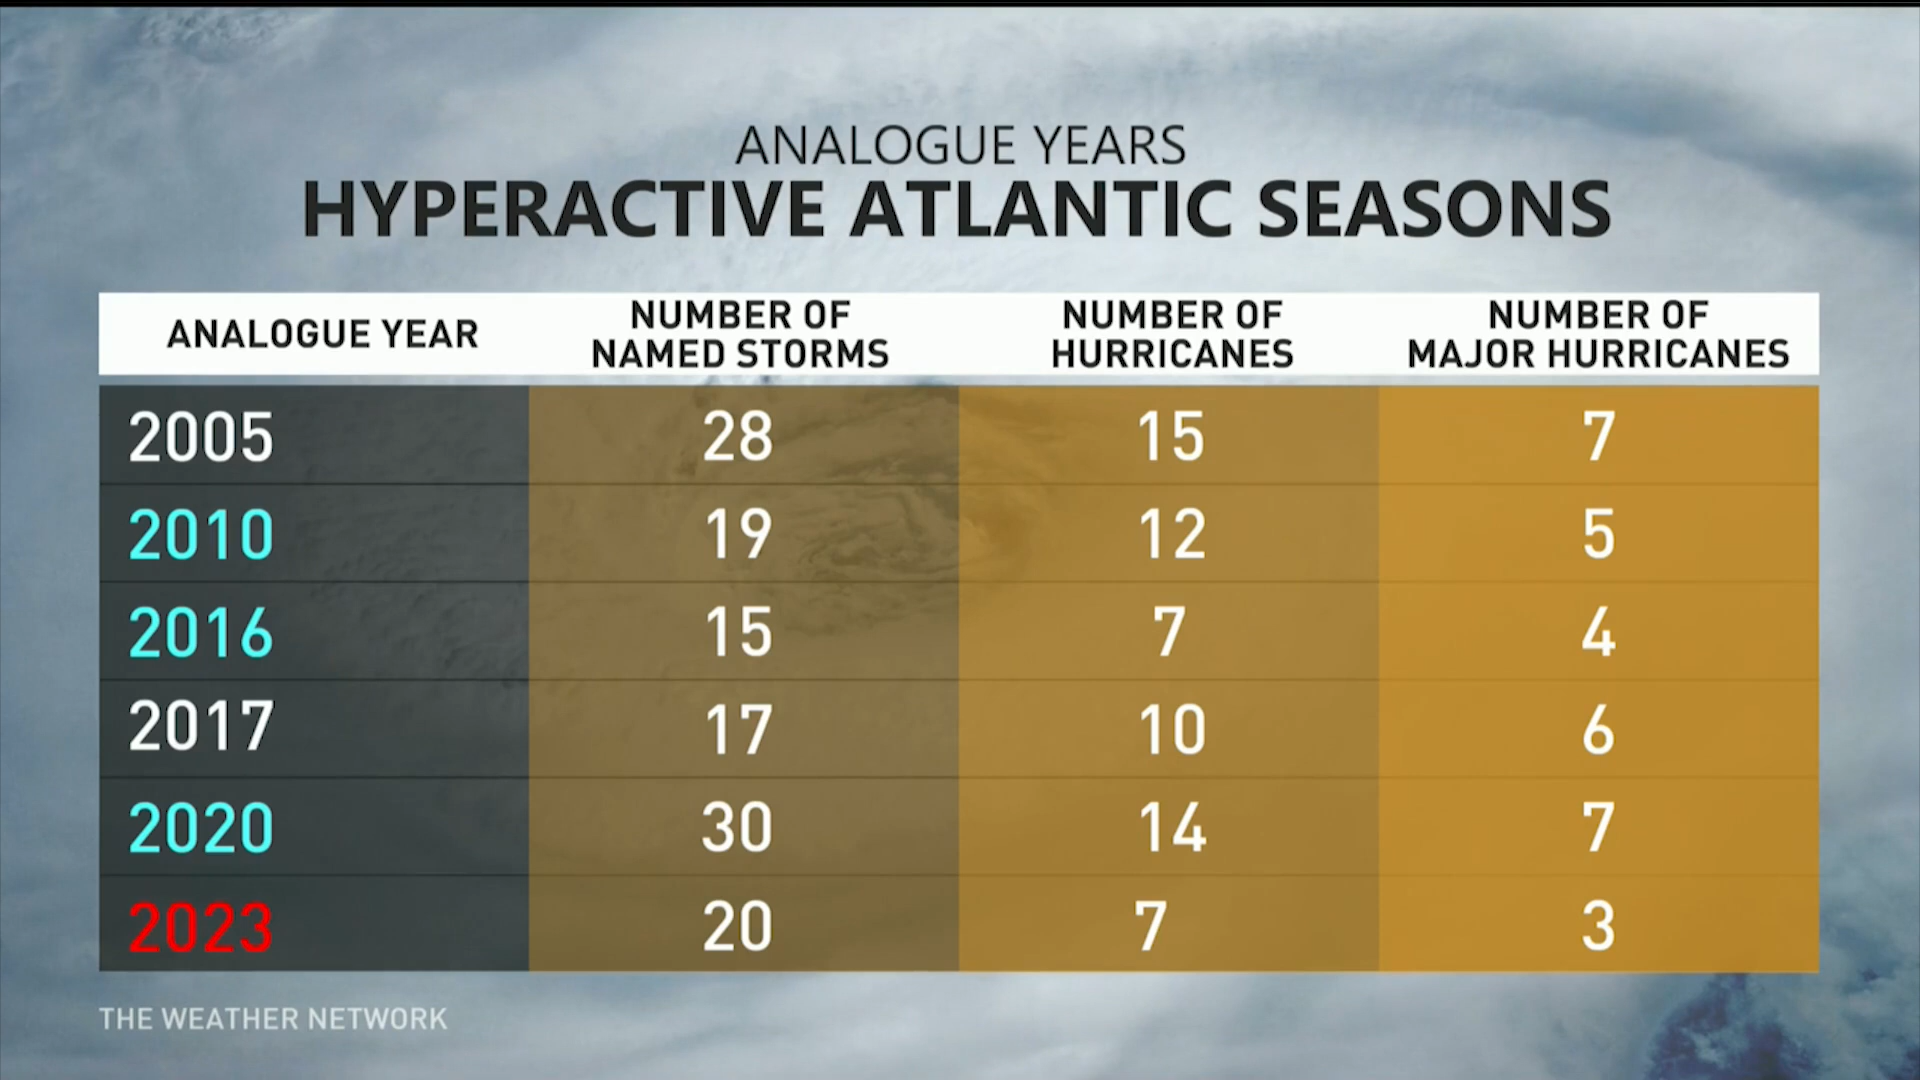 ANALOGUE YEARS
HYPERACTIVE ATLANTIC SEASONS
ANALOGUE YEAR
NUMBER OF
NAMED STORMS
NUMBER OF
HURRICANES
NUMBER OF
MAJOR HURRICANES
2005 28 15 7
2010 19 12 5
2016 15 7 4
2017 17 10 6
2020 30 14 7
2023 20 7 3
THE WEATHER NETWORK